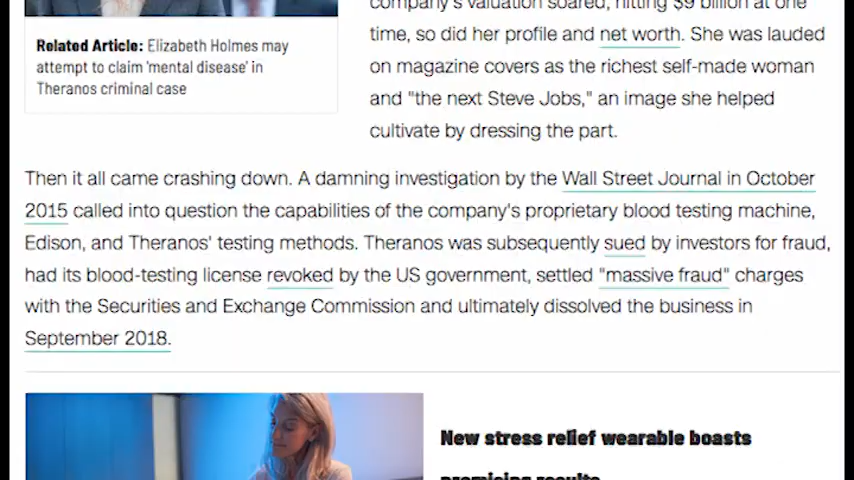 company's valuation soared, hitting $9 billion at one
time, so did her profile and net worth. She was lauded
on magazine covers as the richest self-made woman
and "the next Steve Jobs," an image she helped
cultivate by dressing the part.
Related Article: Elizabeth Holmes may
attempt to claim 'mental disease' in
Theranos criminal case
Then it all came crashing down. A damning investigation by the Wall Street Journal in October
2015 called into question the capabilities of the company's proprietary blood testing machine,
Edison, and Theranos' testing methods. Theranos was subsequently sued by investors for fraud,
had its blood-testing license revoked by the US government, settled "massive fraud" charges
with the Securities and Exchange Commission and ultimately dissolved the business in
September 2018.
New stress relief wearable boasts
promising results